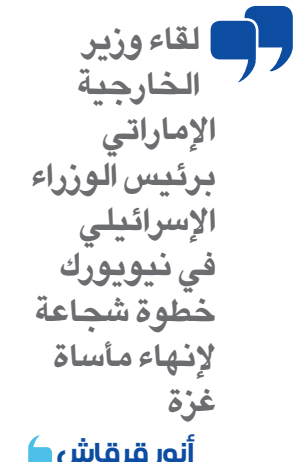 لقاء وزير
الخارجية
الإماراتي
برئيس الوزراء
الإسرائيلي
في نيويورك
خطوة شجاعة
لإنهاء مأساة
غزة
أنور قرقاش